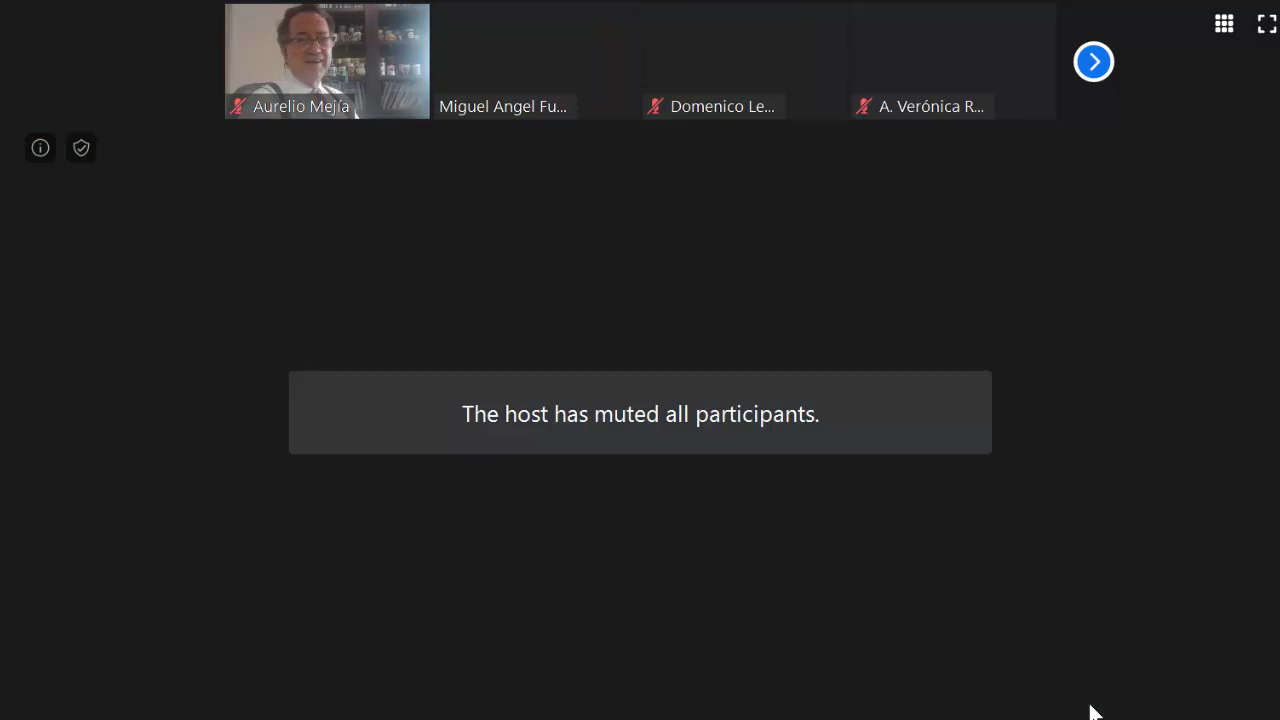 Aurelio Mejía
Miguel Angel Fu...
Domenico Le...
A. Verónica R...
The host has muted all participants.